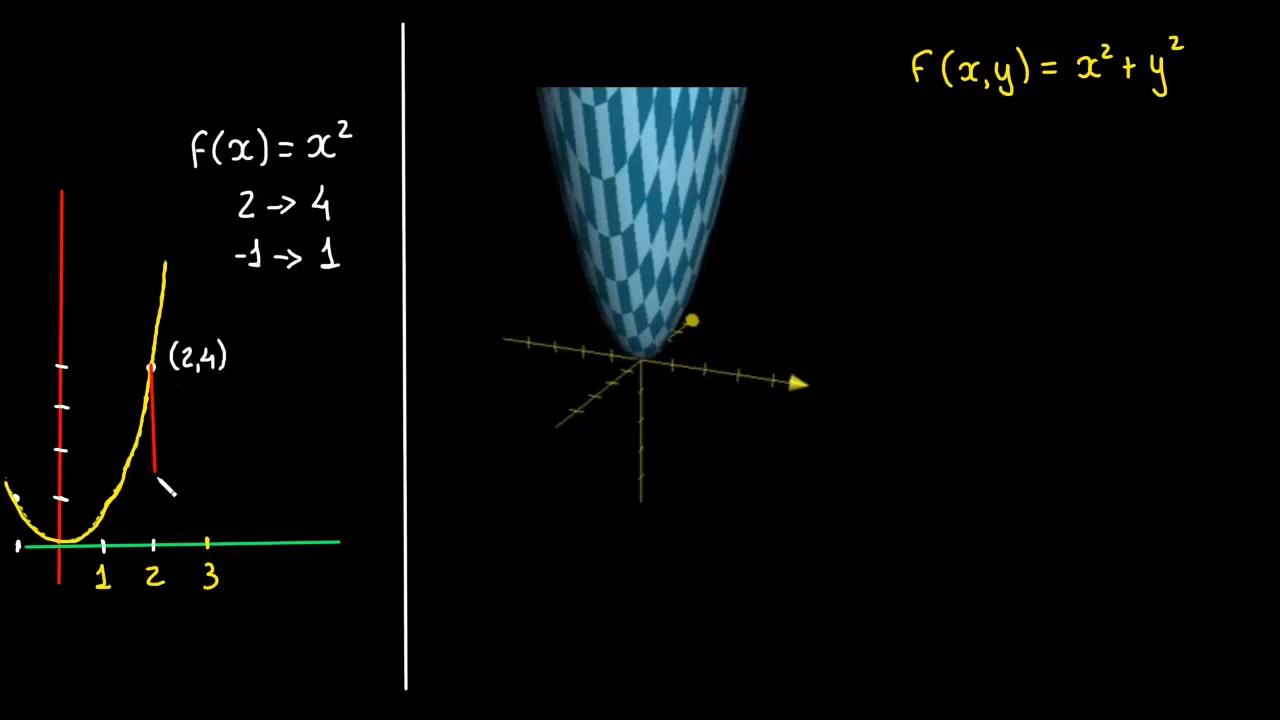 f(x) = x²
2 → 4
-1 → 1
(2,4)
1 2 3
f(x,y) = x² + y²